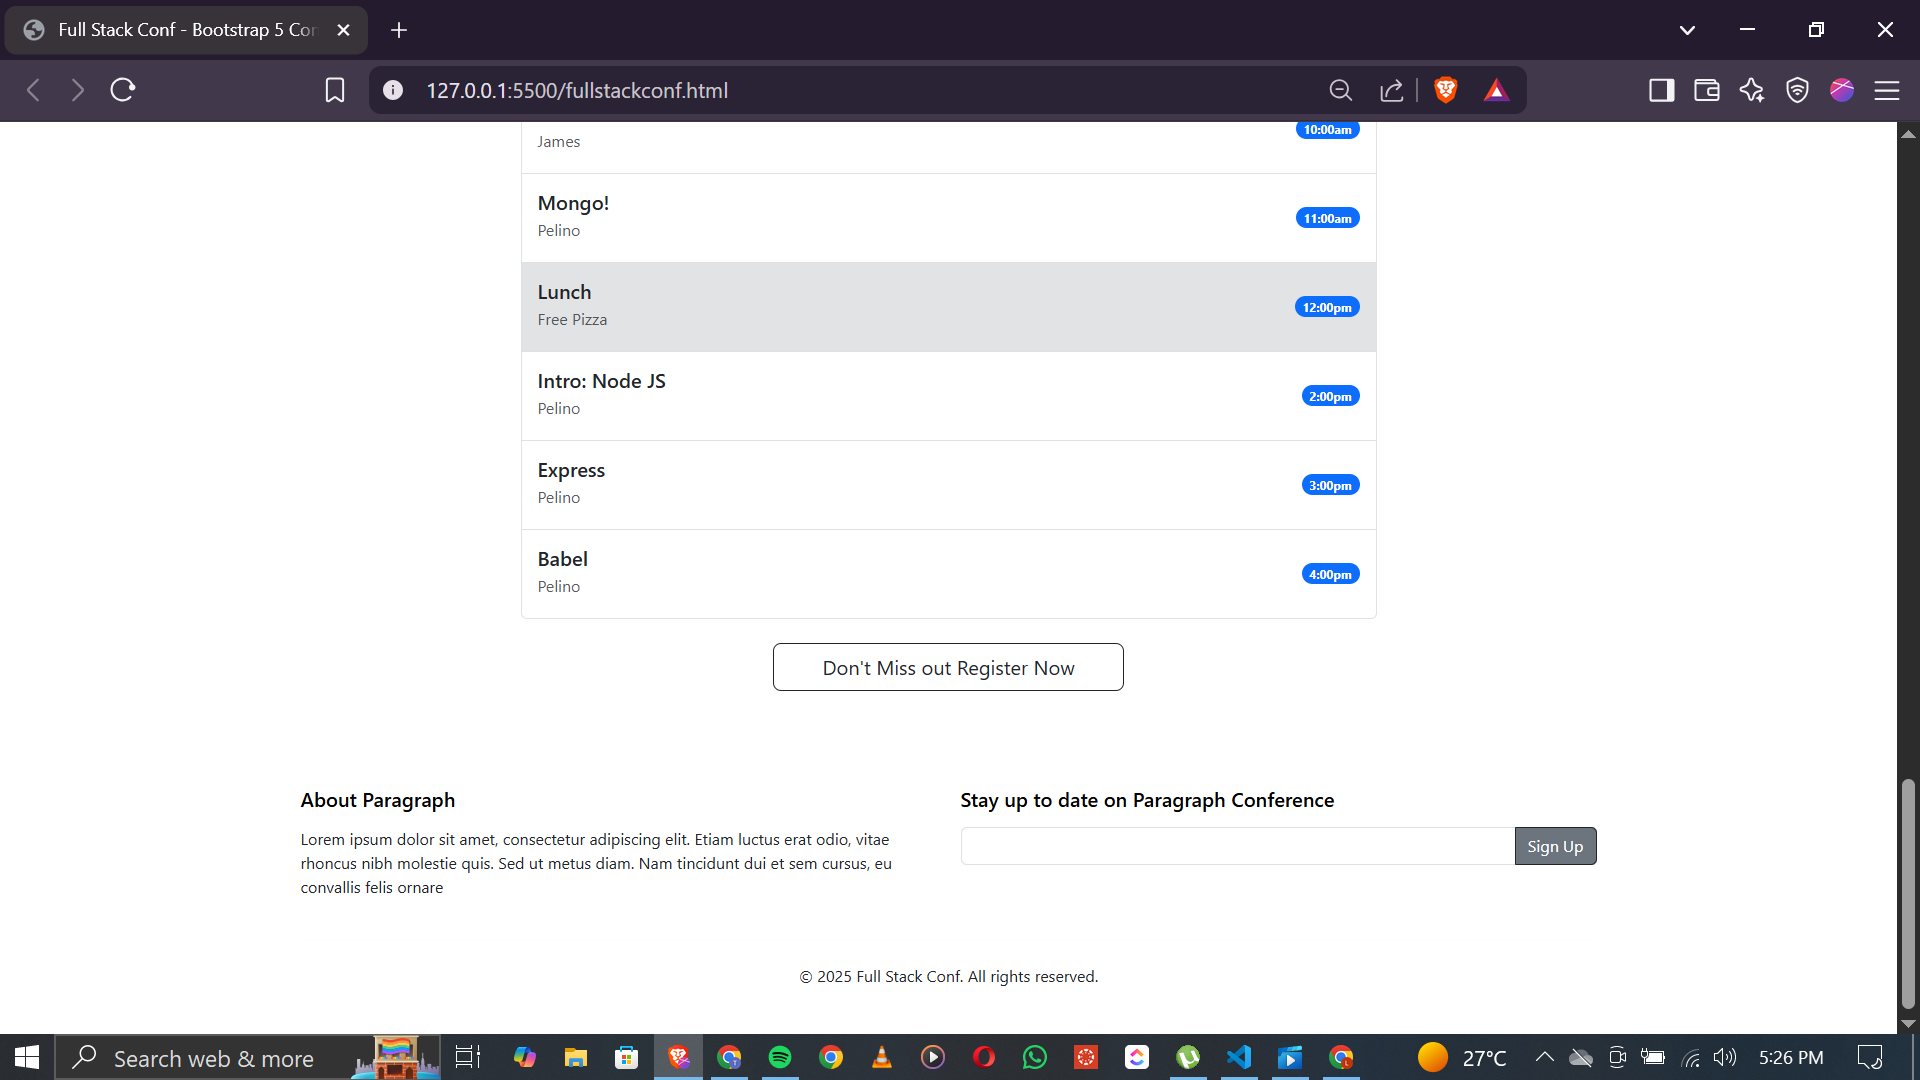 Full Stack Conf - Bootstrap 5 Cor
127.0.0.1:5500/fullstackconf.html
10:00am
James
Mongo!
Pelino
11:00am
Lunch
Free Pizza
12:00pm
Intro: Node JS
Pelino
2:00pm
Express
Pelino
3:00pm
Babel
Pelino
4:00pm
Don't Miss out Register Now
About Paragraph
Lorem ipsum dolor sit amet, consectetur adipiscing elit. Etiam luctus erat odio, vitae
rhoncus nibh molestie quis. Sed ut metus diam. Nam tincidunt dui et sem cursus, eu
convallis felis ornare
Stay up to date on Paragraph Conference
Sign Up
© 2025 Full Stack Conf. All rights reserved.
Search web & more
27°C
5:26 PM